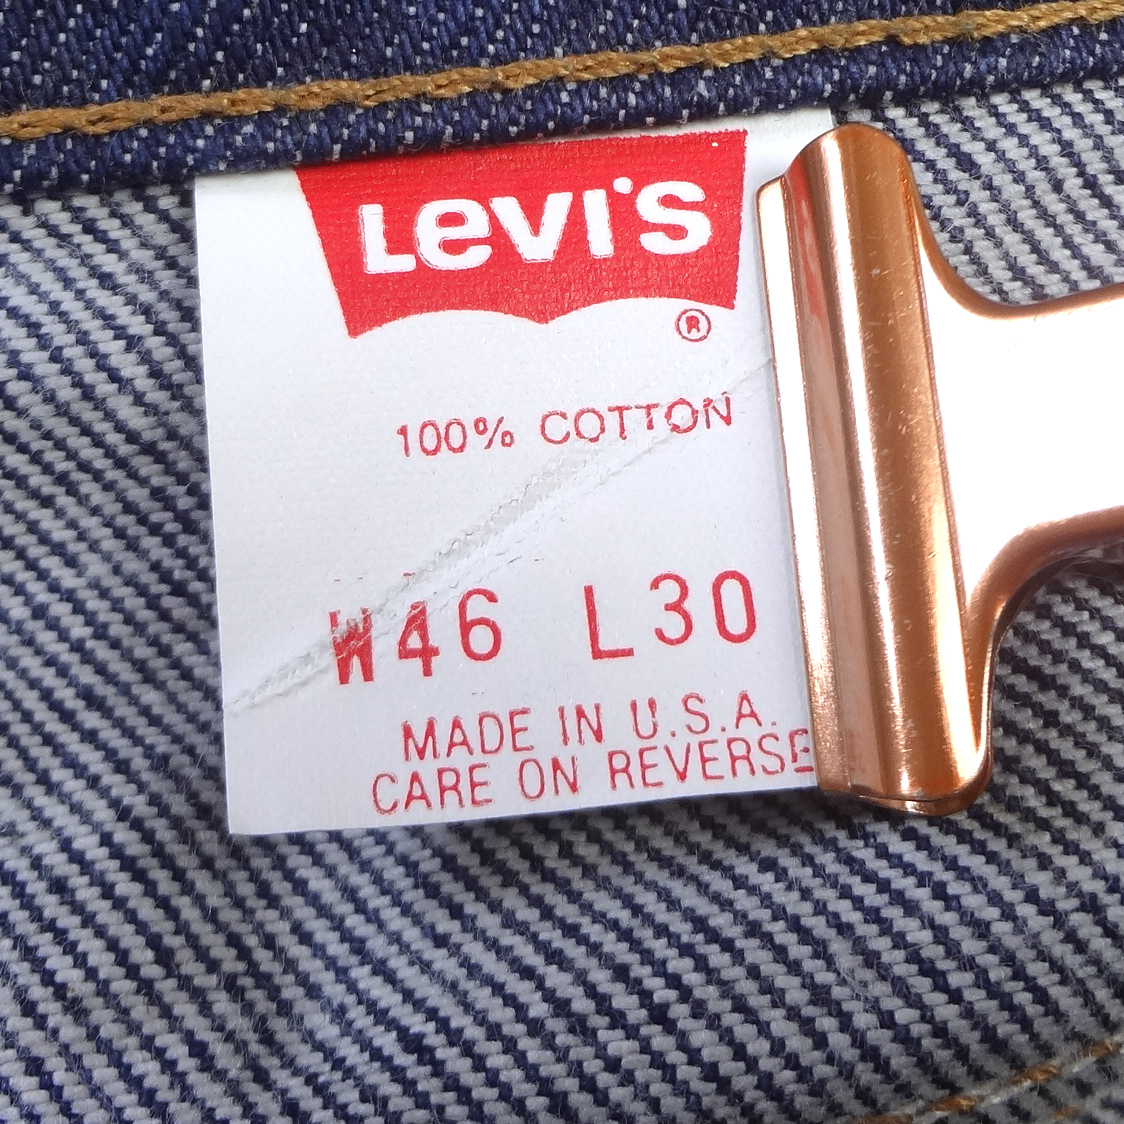 Levi's
®
100% COTTON
W46 L30
MADE IN U.S.A.
CARE ON REVERSE